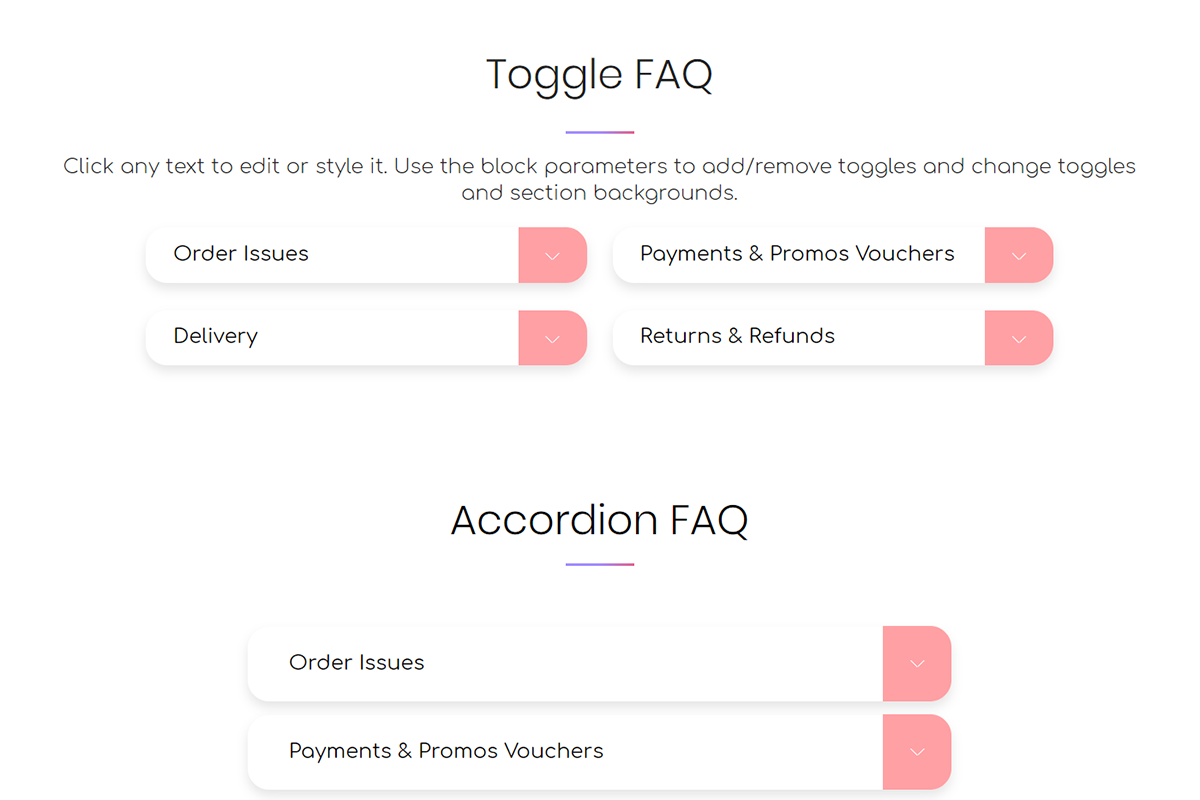 Toggle FAQ
Click any text to edit or style it. Use the block parameters to add/remove toggles and change toggles
and section backgrounds.
Order Issues
Payments & Promos Vouchers
Delivery
Returns & Refunds
Accordion FAQ
Order Issues
Payments & Promos Vouchers